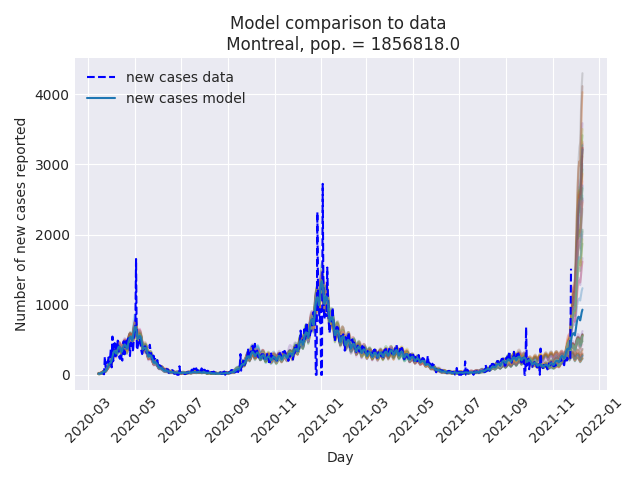 Model comparison to data
Montreal, pop. = 1856818.0
new cases data
new cases model
Number of new cases reported
4000
3000
2000
1000
0
2020-03
2020-05
2020-07
2020-09
2020-11
2021-01
2021-03
2021-05
2021-07
2021-09
2021-11
2022-01
Day